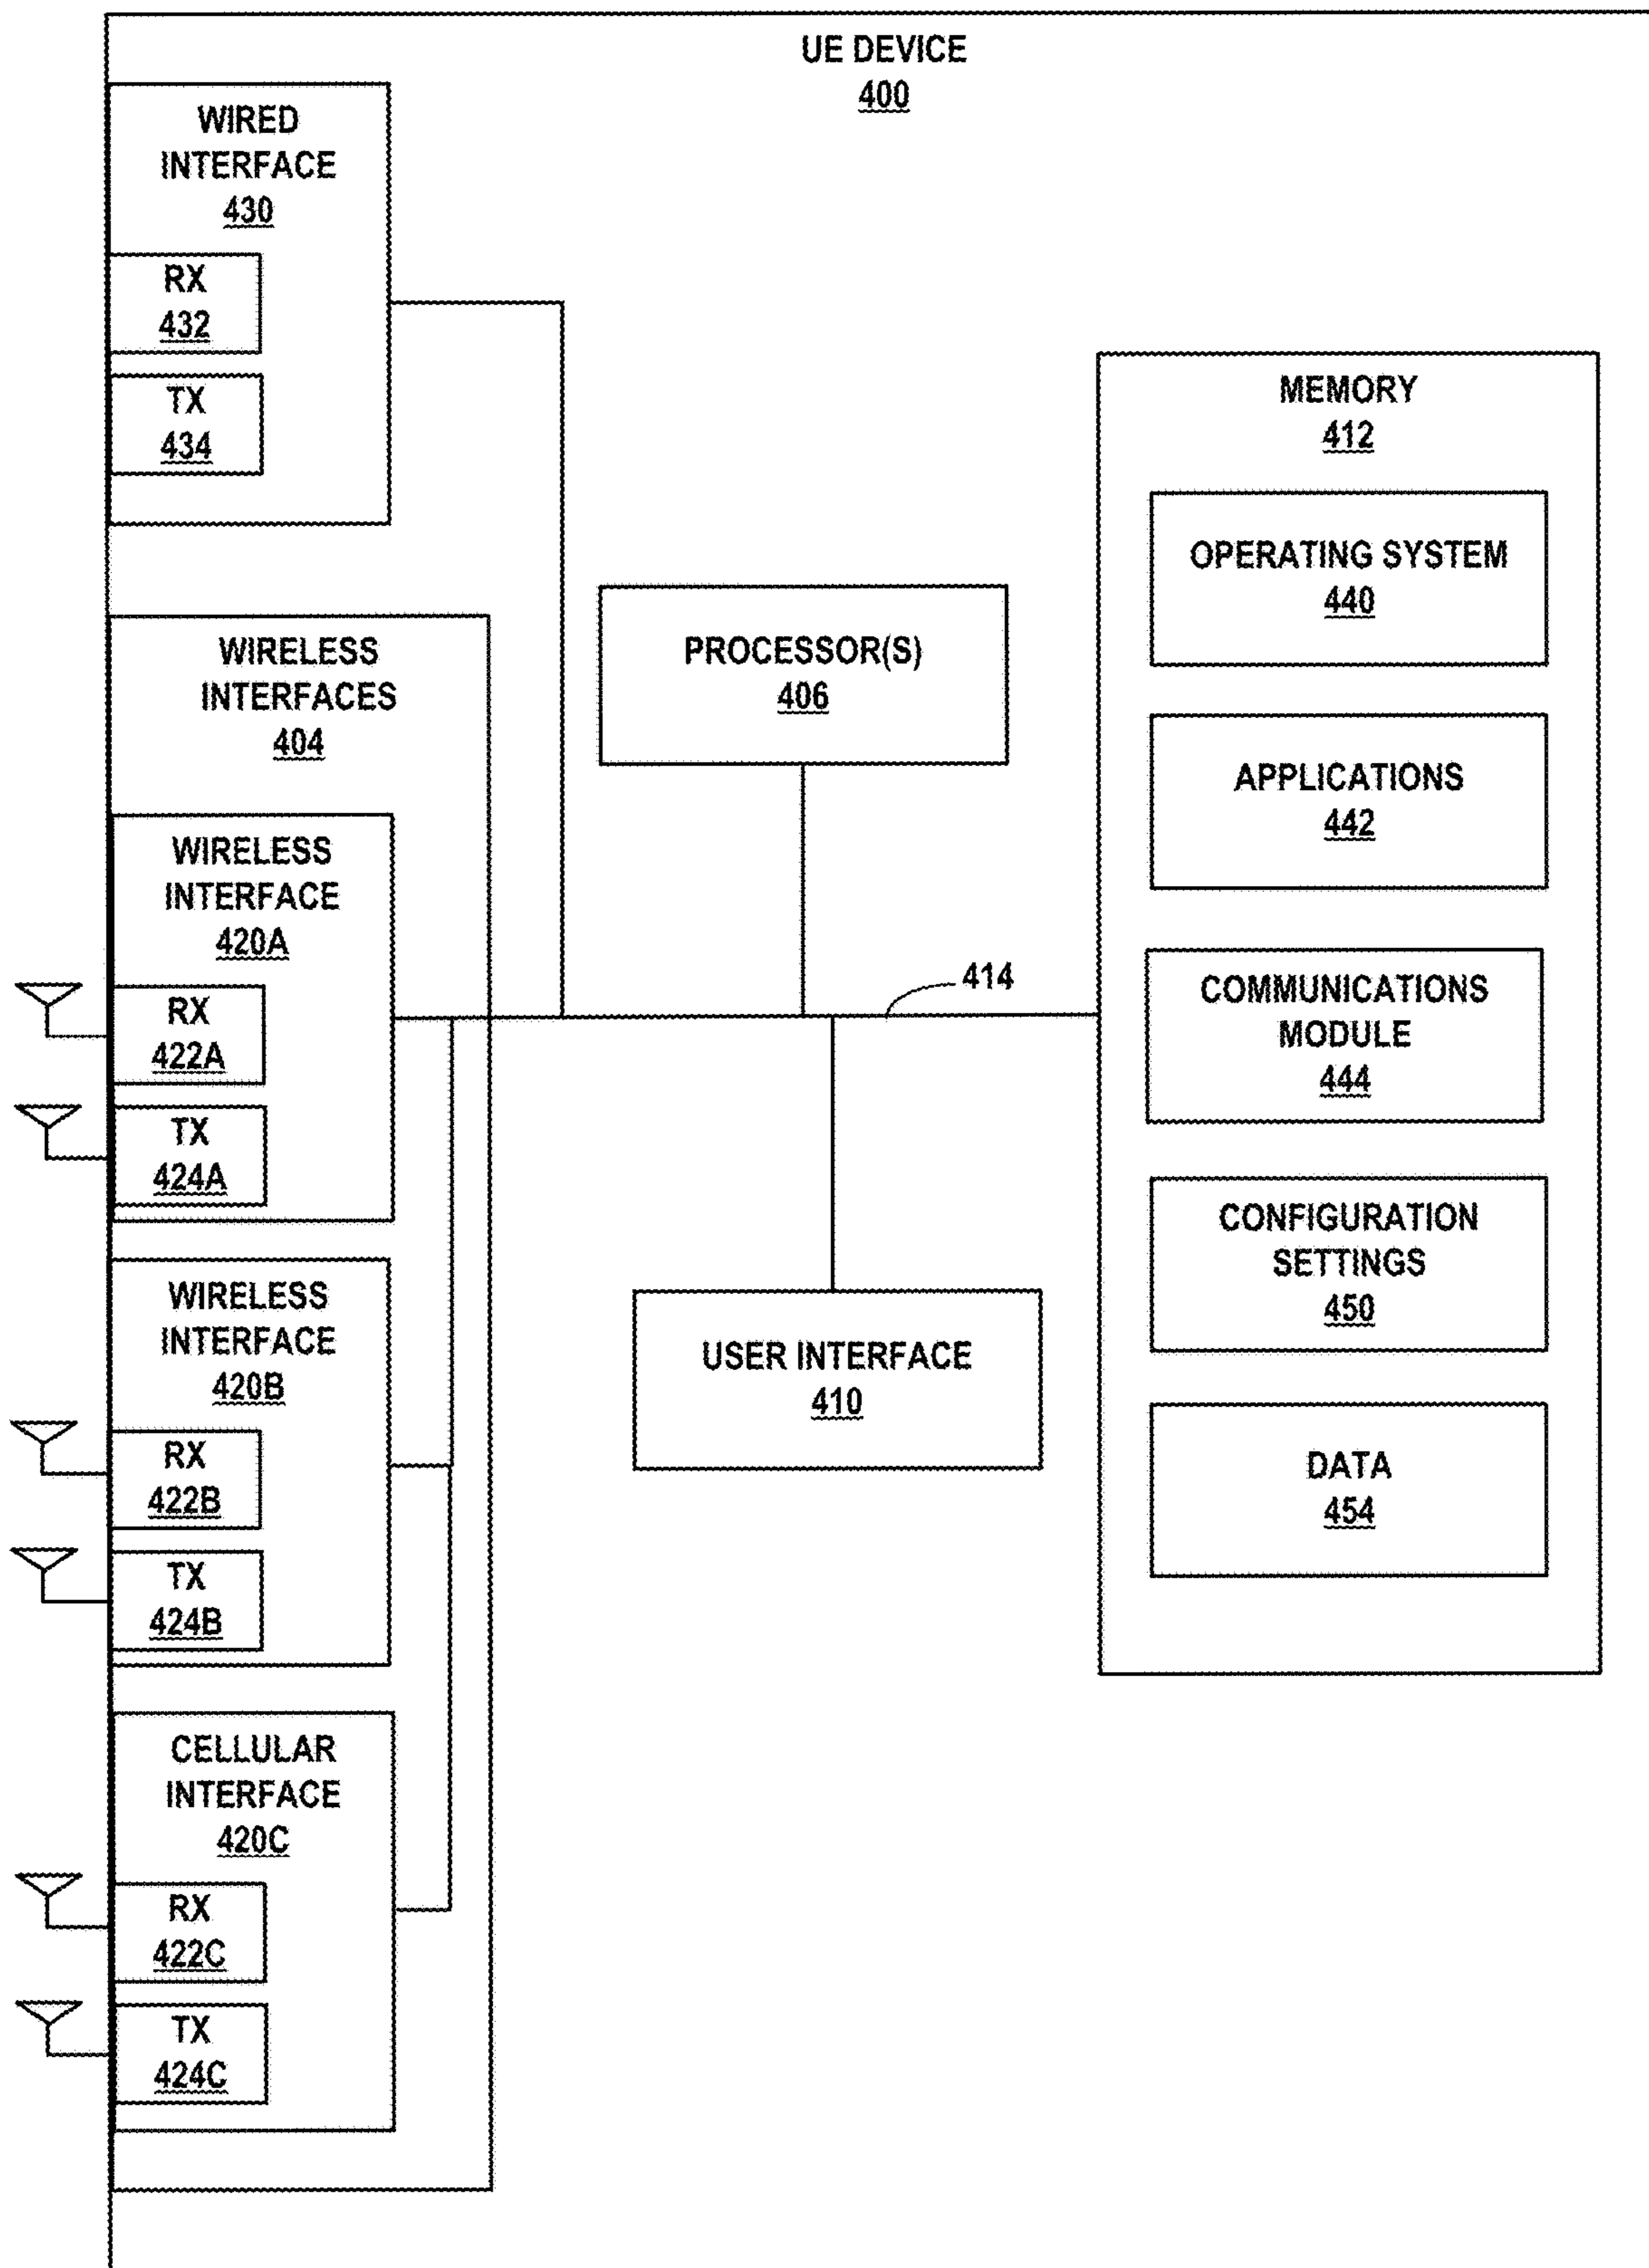 UE DEVICE
400
WIRED
INTERFACE
430
RX
432
TX
434
WIRELESS
INTERFACES
404
WIRELESS
INTERFACE
420A
RX
422A
TX
424A
WIRELESS
INTERFACE
420B
RX
422B
TX
424B
CELLULAR
INTERFACE
420C
RX
422C
TX
424C
PROCESSOR(S)
406
414
USER INTERFACE
410
MEMORY
412
OPERATING SYSTEM
440
APPLICATIONS
442
COMMUNICATIONS
MODULE
444
CONFIGURATION
SETTINGS
450
DATA
454